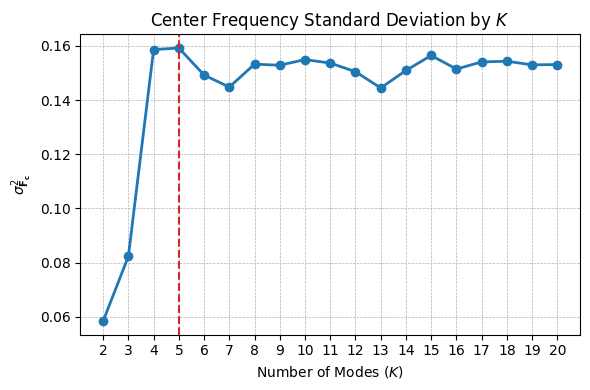 Center Frequency Standard Deviation by K
0.16
0.14
0.12
0.10
0.08
0.06
σ²_F_c
2 3 4 5 6 7 8 9 10 11 12 13 14 15 16 17 18 19 20
Number of Modes (K)